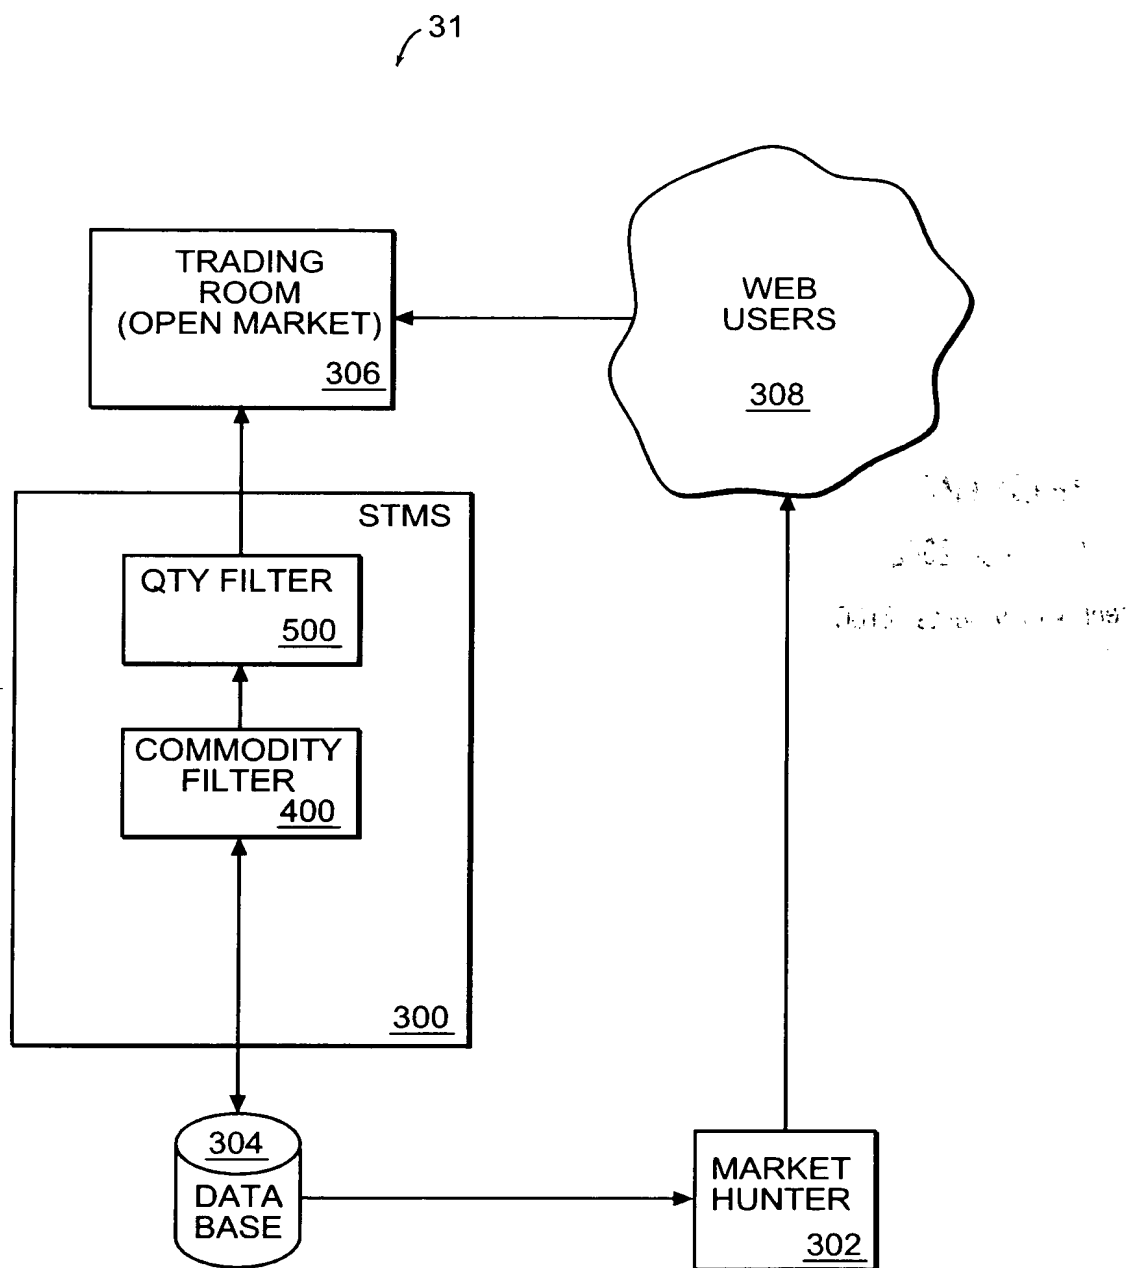 31
TRADING
ROOM
(OPEN MARKET)
306
WEB
USERS
308
STMS
QTY FILTER
500
COMMODITY
FILTER
400
300
304
DATA
BASE
MARKET
HUNTER
302